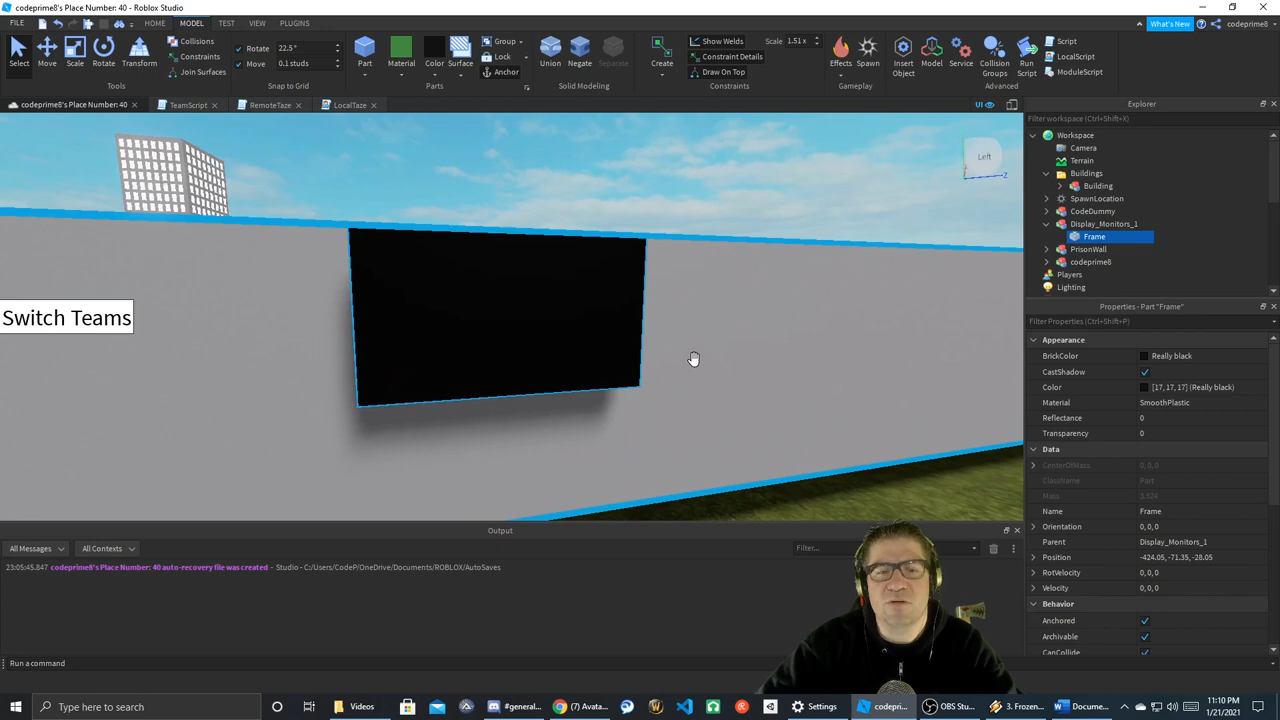 codeprime8's Place Number: 40 - Roblox Studio
FILE HOME MODEL TEST VIEW PLUGINS What's New codeprime8
Select Move Scale Rotate Transform
Collisions
Constraints
Join Surfaces
Tools
Rotate 22.5°
Move 0.1 studs
Snap to Grid
Part Material Color Surface
Group
Lock
Anchor
Parts
Union Negate Separate
Solid Modeling
Create
Show Welds
Constraint Details
Draw On Top
Scale 1.51 x
Constraints
Effects Spawn
Gameplay
Insert Object
Model
Service
Collision Groups
Run Script
Script
LocalScript
ModuleScript
Advanced
codeprime8's Place Number: 40 TeamScript RemoteTaze LocalTaze UI
Left
Z
Switch Teams
Explorer
Filter workspace (Ctrl+Shift+X)
Workspace
Camera
Terrain
Buildings
Building
SpawnLocation
CodeDummy
Display_Monitors_1
Frame
PrisonWall
codeprime8
Players
Lighting
Properties - Part "Frame"
Filter Properties (Ctrl+Shift+P)
Appearance
BrickColor Really black
CastShadow
Color [17, 17, 17] (Really black)
Material SmoothPlastic
Reflectance 0
Transparency 0
Data
CenterOfMass 0, 0, 0
ClassName Part
Mass 3.524
Name Frame
Orientation 0, 0, 0
Parent Display_Monitors_1
Position -424.05, -71.35, -28.05
RotVelocity 0, 0, 0
Velocity 0, 0, 0
Behavior
Anchored
Archivable
CanCollide
Output
All Messages All Contexts Filter...
23:05:45.847 codeprime8's Place Number: 40 auto-recovery file was created - Studio - C:/Users/CodeP/OneDrive/Documents/ROBLOX/AutoSaves
Run a command
Type here to search
Videos #general... (7) Avata... Settings codepri... OBS Stu... 3. Frozen... Docume...
11:10 PM
1/21/2021